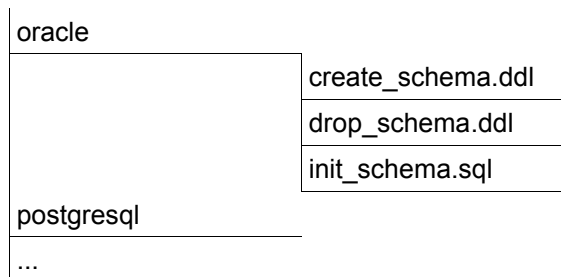 oracle
create_schema.ddl
drop_schema.ddl
init_schema.sql
postgresql
...